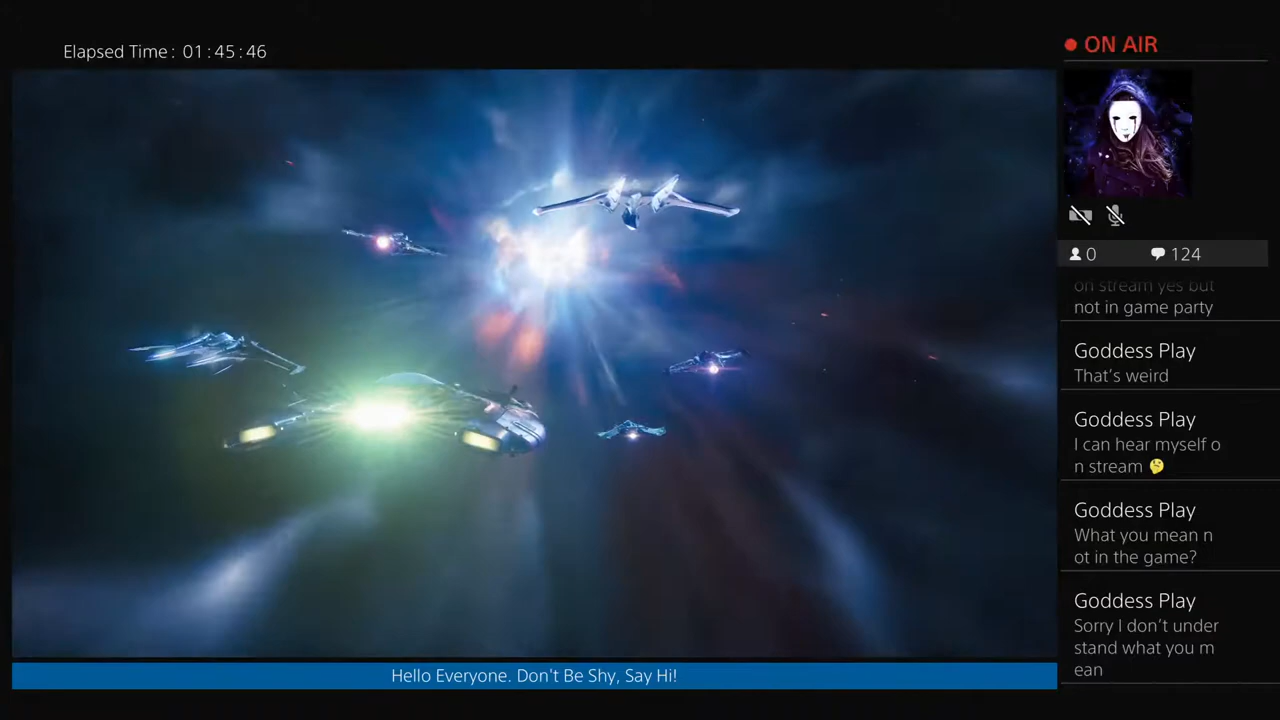 Elapsed Time: 01:45:46
ON AIR
0 124
on stream yes but
not in game party
Goddess Play
That's weird
Goddess Play
I can hear myself o
n stream 🤔
Goddess Play
What you mean n
ot in the game?
Goddess Play
Sorry I don't under
stand what you m
ean
Hello Everyone. Don't Be Shy, Say Hi!